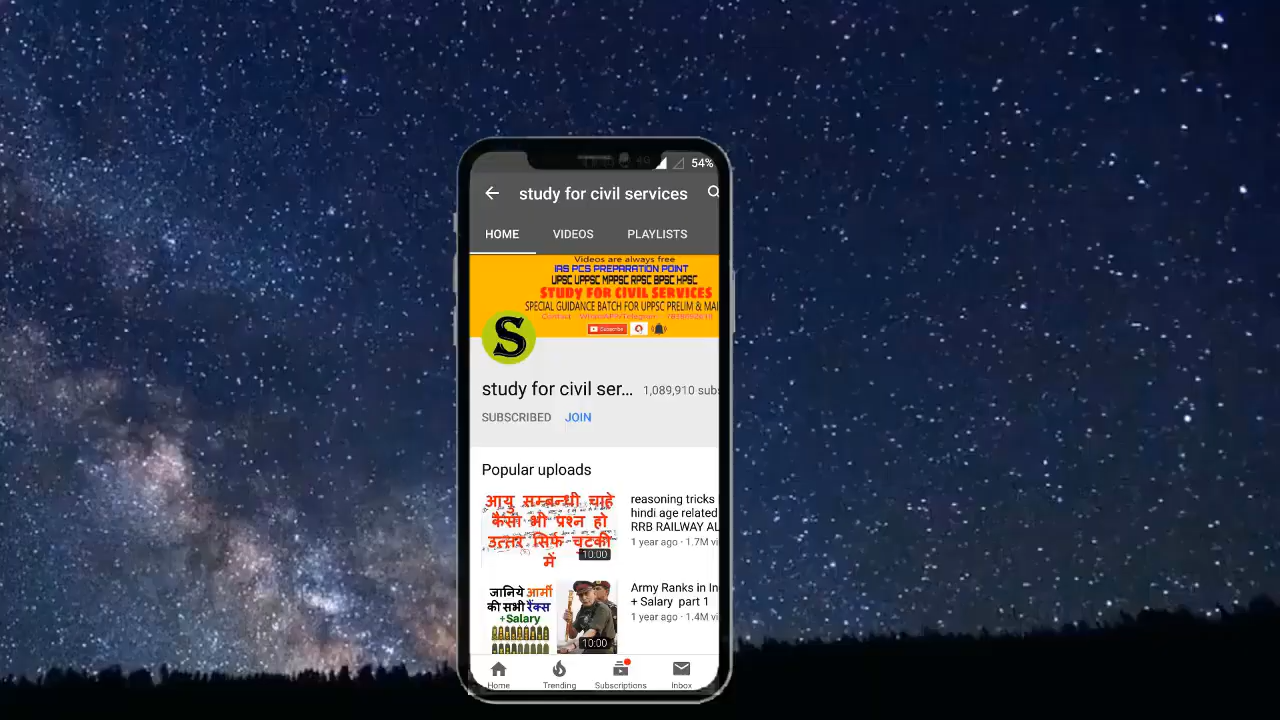 54%
study for civil services
HOME VIDEOS PLAYLISTS
Videos are always free
IAS PCS PREPARATION POINT
UPSC UPPSC MPPSC RPSC BPSC HPSC
STUDY FOR CIVIL SERVICES
SPECIAL GUIDANCE BATCH FOR UPPSC PRELIM & MAI
Subscribe
S
study for civil ser... 1,089,910 subs
SUBSCRIBED JOIN
Popular uploads
आयु सम्बन्धी चाहे
कैसा भी प्रश्न हो
उत्तर सिर्फ चुटकी
में
10:00
reasoning tricks
hindi age related
RRB RAILWAY AL
1 year ago · 1.7M vi
जानिये आर्मी
की सभी रैंक्स
+Salary
10:00
Army Ranks in In
+ Salary part 1
1 year ago · 1.4M vi
Home Trending Subscriptions Inbox